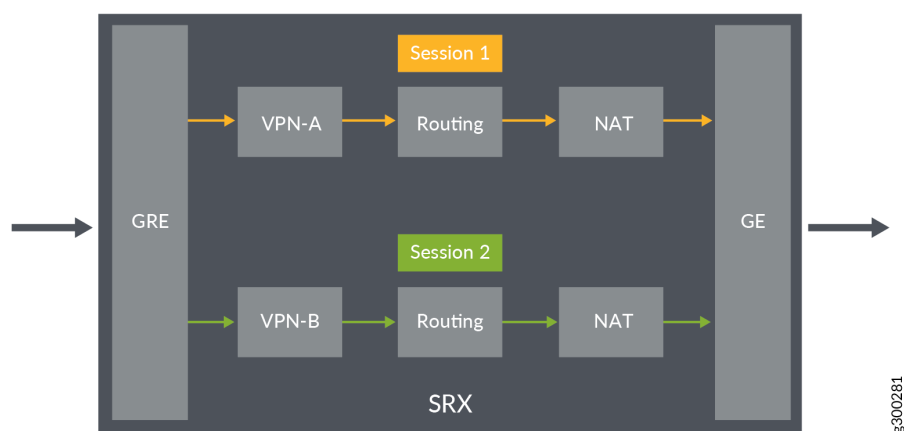 Session 1
VPN-A
Routing
NAT
GRE
GE
Session 2
VPN-B
Routing
NAT
SRX
g300281